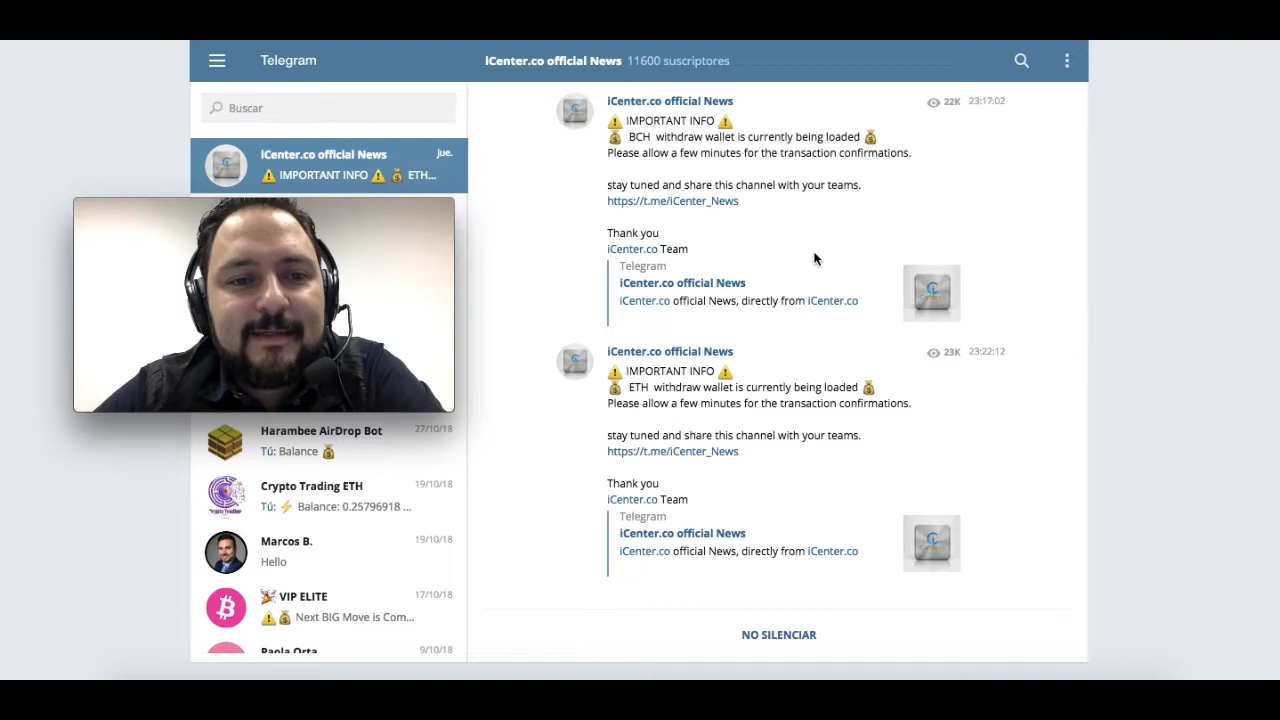 Telegram
iCenter.co official News 11600 suscriptores
Buscar
iCenter.co official News jue.
⚠️ IMPORTANT INFO ⚠️ 💰 ETH...
Harambee AirDrop Bot 27/10/18
Tú: Balance 💰
Crypto Trading ETH 19/10/18
Tú: ⚡ Balance: 0.25796918 ...
Marcos B. 19/10/18
Hello
🎉 VIP ELITE 17/10/18
⚠️💰 Next BIG Move is Com...
Paola Orta 9/10/18
iCenter.co official News 22K 23:17:02
⚠️ IMPORTANT INFO ⚠️
💰 BCH withdraw wallet is currently being loaded 💰
Please allow a few minutes for the transaction confirmations.
stay tuned and share this channel with your teams.
https://t.me/iCenter_News
Thank you
iCenter.co Team
Telegram
iCenter.co official News
iCenter.co official News, directly from iCenter.co
iCenter.co official News 23K 23:22:12
⚠️ IMPORTANT INFO ⚠️
💰 ETH withdraw wallet is currently being loaded 💰
Please allow a few minutes for the transaction confirmations.
stay tuned and share this channel with your teams.
https://t.me/iCenter_News
Thank you
iCenter.co Team
Telegram
iCenter.co official News
iCenter.co official News, directly from iCenter.co
NO SILENCIAR